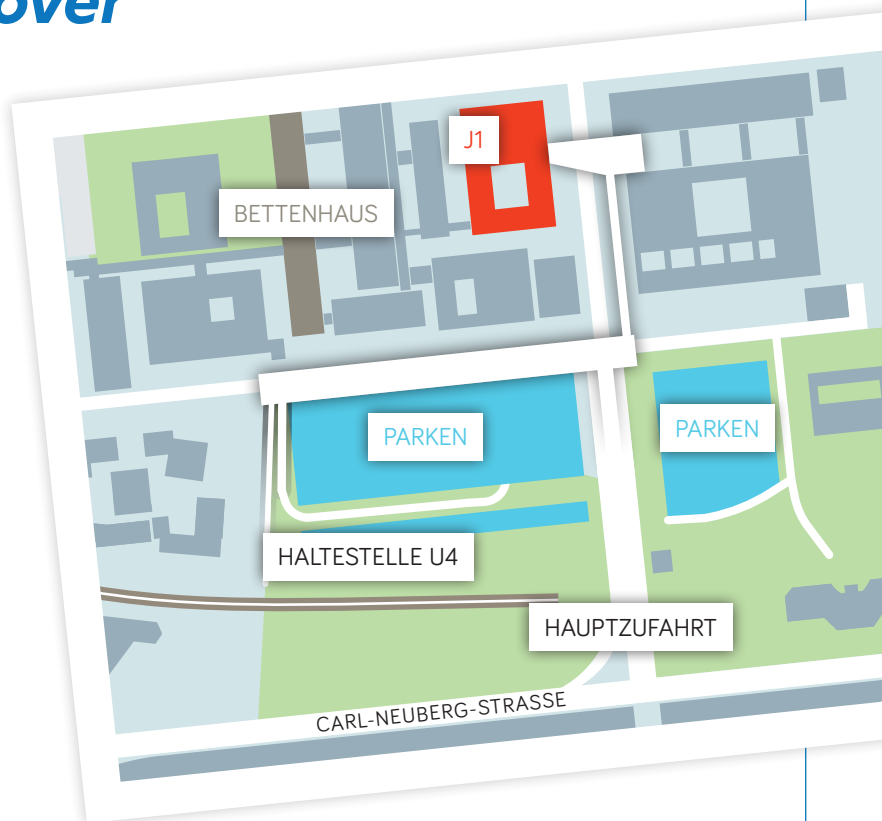 over
J1
BETTENHAUS
PARKEN
PARKEN
HALTESTELLE U4
HAUPTZUFAHRT
CARL-NEUBERG-STRASSE